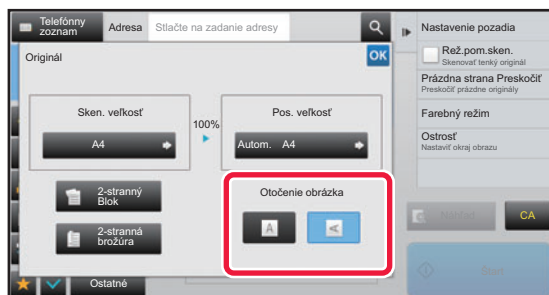 Telefónny
zoznam
Adresa
Stlačte na zadanie adresy
Originál
OK
Sken. veľkosť
A4
100%
Pos. veľkosť
Autom. A4
2-stranný
Blok
2-stranná
brožúra
Otočenie obrázka
A
A
Ostatné
Nastavenie pozadia
Rež.pom.sken.
Skenovať tenký originál
Prázdna strana Preskočiť
Preskočiť prázdne originály
Farebný režim
Ostrosť
Nastaviť okraj obrazu
Náhľad
CA
Štart